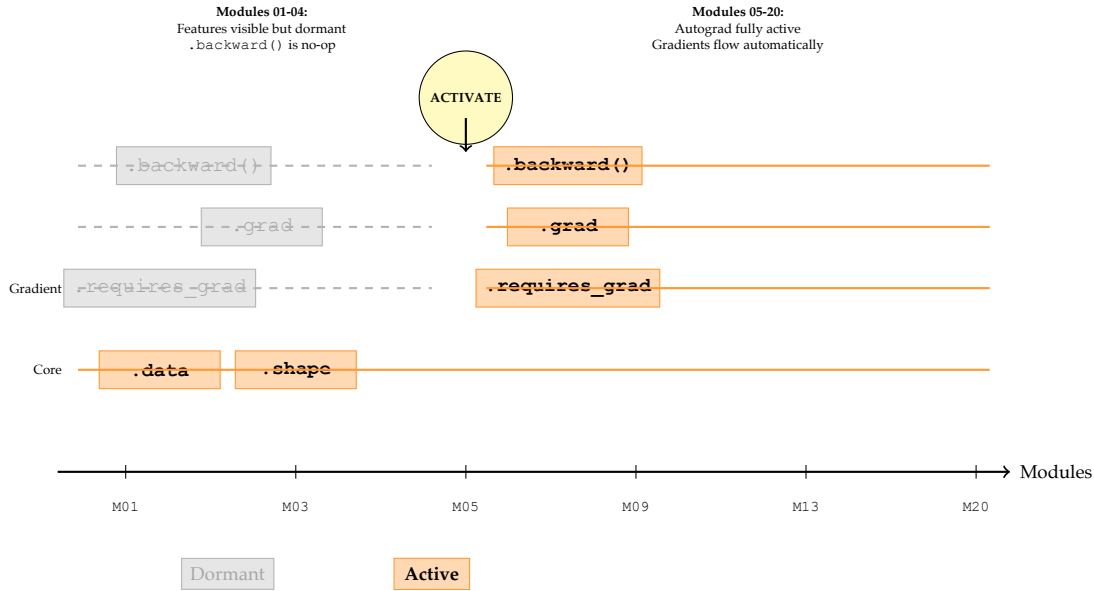 Modules 01-04:
Features visible but dormant
.backward() is no-op
Modules 05-20:
Autograd fully active
Gradients flow automatically
ACTIVATE
.backward()
.backward()
.grad
.grad
Gradient
.requires_grad
.requires_grad
Core
.data
.shape
Modules
M01
M03
M05
M09
M13
M20
Dormant
Active